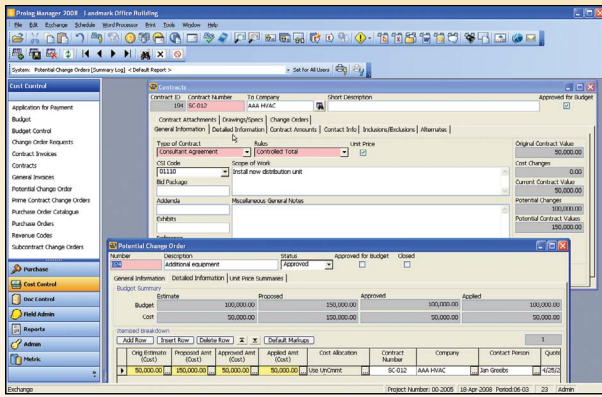 Prolog Manager 2008 - Landmark Office Building
File Edit Exchange Schedule Word Processor Print Tools Window Help
System: Potential Change Orders [Summary Log] < Default Report >
Set for All Users
Cost Control
Application for Payment
Budget
Budget Control
Change Order Requests
Contract Invoices
Contracts
General Invoices
Potential Change Order
Prime Contract Change Orders
Purchase Order Catalogue
Purchase Orders
Revenue Codes
Subcontract Change Orders
Purchase
Cost Control
Doc Control
Field Admin
Reports
Admin
Metric
Contracts
Contract ID Contract Number To Company Short Description Approved for Budget
194 SC-012 AAA HVAC
Contract Attachments Drawings/Specs Change Orders
General Information Detailed Information Contract Amounts Contact Info Inclusions/Exclusions Alternates
Type of Contract Rules Unit Price Original Contract Value
Consultant Agreement Controlled Total 50,000.00
CSI Code Scope of Work Cost Changes
01110 Install now distribution unit 0.00
Bid Package Current Contract Value
50,000.00
Addenda Miscellaneous General Notes Potential Changes
100,000.00
Exhibits Potential Contract Values
150,000.00
Potential Change Order
Number Description Status Approved for Budget Closed
Additional equipment Approved
General Information Detailed Information Unit Price Summaries
Budget Summary
Estimate Proposed Approved Applied
Budget 100,000.00 150,000.00 100,000.00 100,000.00
Cost 50,000.00 150,000.00 50,000.00 50,000.00
Itemized Breakdown
Add Row Insert Row Delete Row Default Markups 1
Orig Estimate (Cost) Proposed Amt (Cost) Approved Amt (Cost) Applied Amt (Cost) Cost Allocation Contract Number Company Contact Person Quote
50,000.00 150,000.00 50,000.00 50,000.00 Use UnCmmt SC-012 AAA HVAC Jan Greebs 4/25/2
Exchange Project Number: 00-2005 18-Apr-2008 Period:06-03 23 Admin